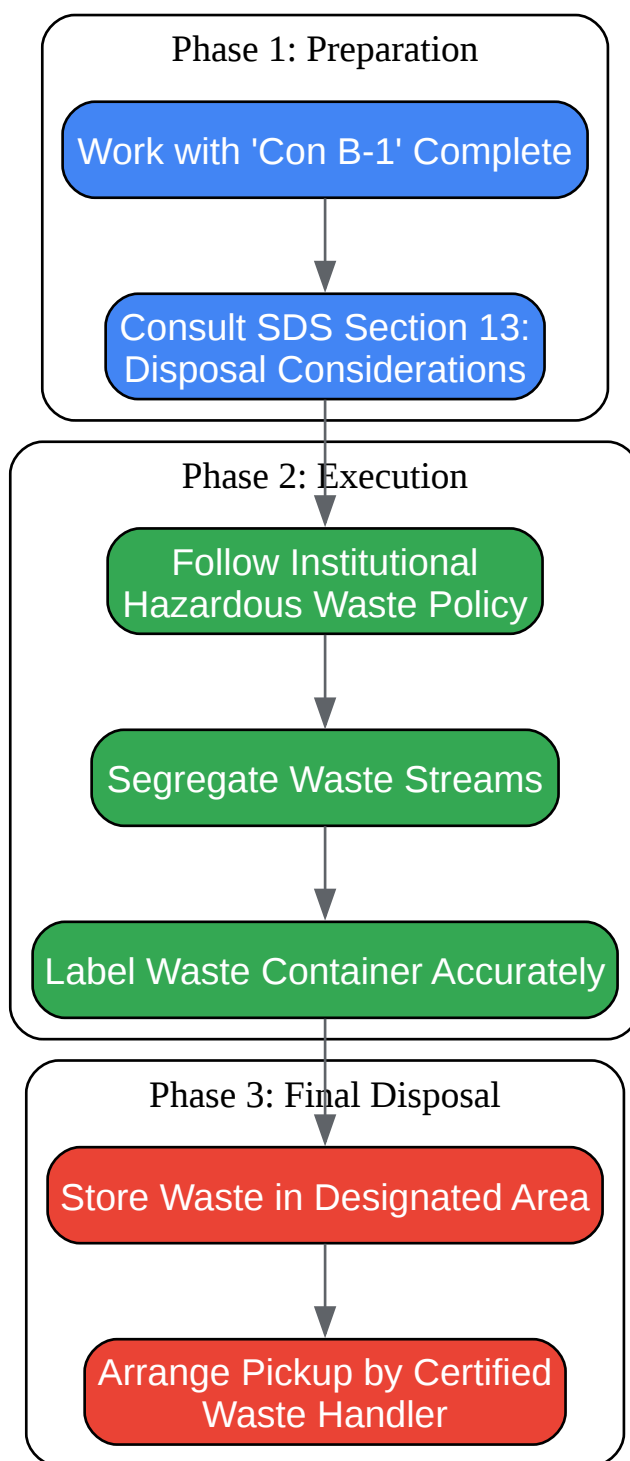 Phase 1: Preparation
Work with 'Con B-1' Complete
Consult SDS Section 13:
Disposal Considerations
Phase 2: Execution
Follow Institutional
Hazardous Waste Policy
Segregate Waste Streams
Label Waste Container Accurately
Phase 3: Final Disposal
Store Waste in Designated Area
Arrange Pickup by Certified
Waste Handler